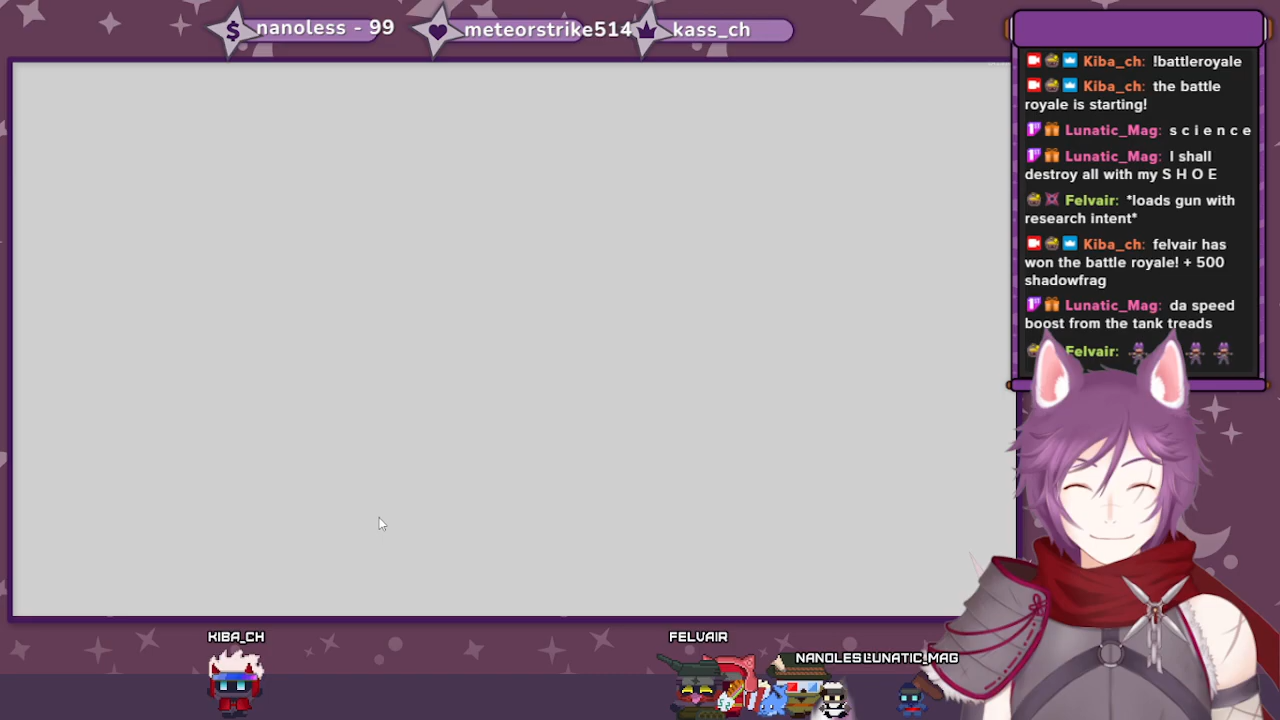 nanoless - 99
meteorstrike514
kass_ch
Kiba_ch: !battleroyale
Kiba_ch: the battle
royale is starting!
Lunatic_Mag: s c i e n c e
Lunatic_Mag: I shall
destroy all with my S H O E
Felvair: *loads gun with
research intent*
Kiba_ch: felvair has
won the battle royale! + 500
shadowfrag
Lunatic_Mag: da speed
boost from the tank treads
Felvair:
KIBA_CH
FELVAIR
NANOLES
LUNATIC_MAG